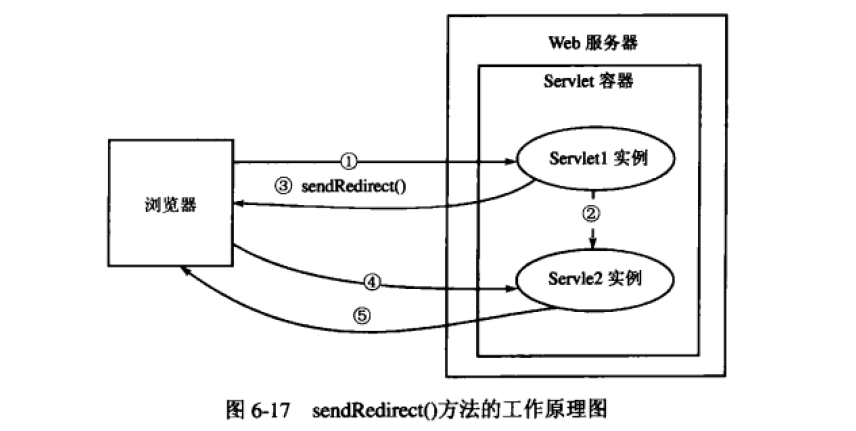 Web 服务器
Servlet 容器
①
Servlet1 实例
③ sendRedirect()
浏览器
②
④
Servle2 实例
⑤
图 6-17 sendRedirect()方法的工作原理图